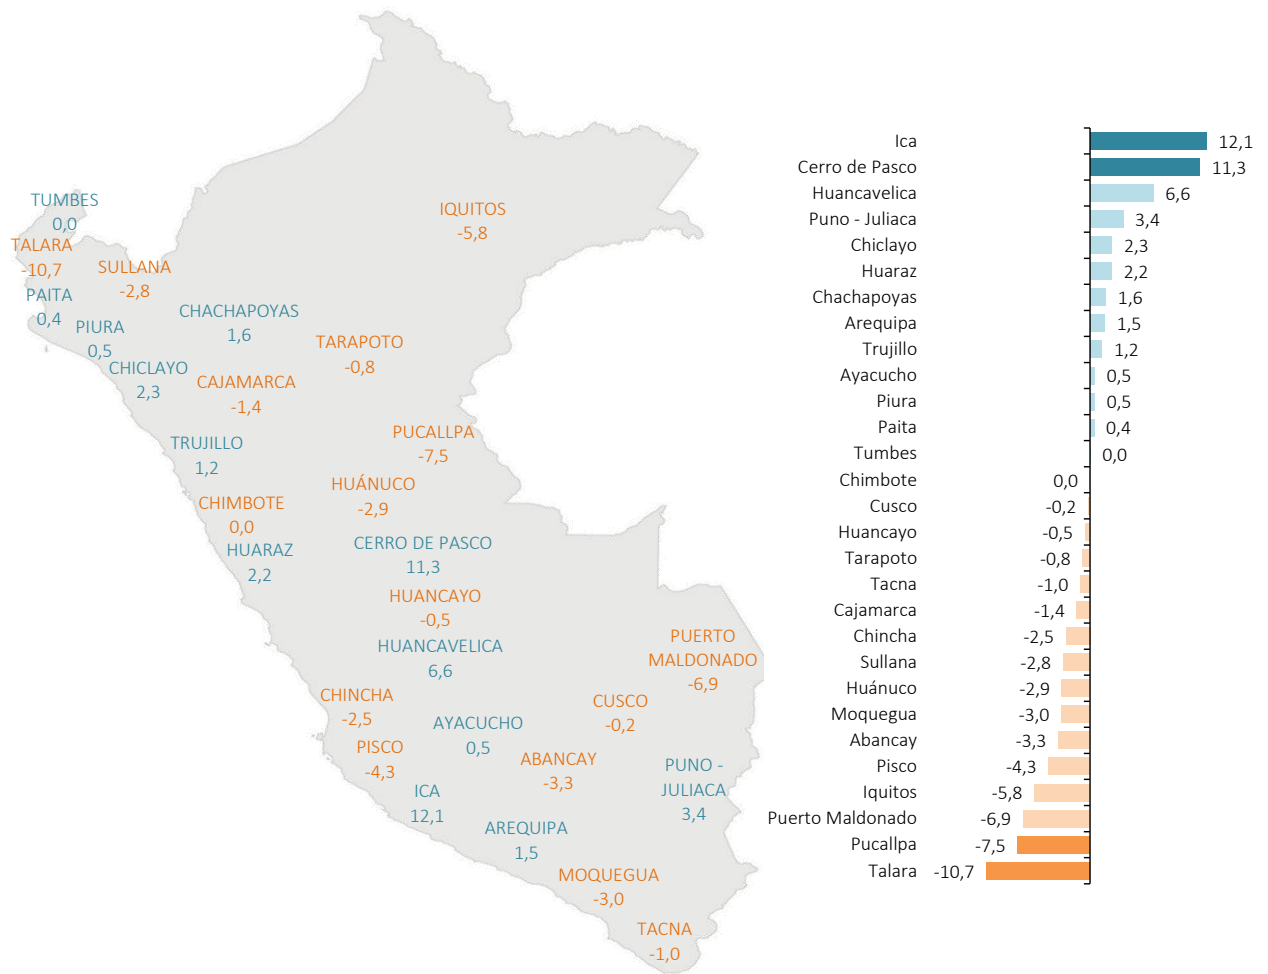 TUMBES
0,0
TALARA
-10,7
SULLANA
-2,8
PAITA
0,4
PIURA
0,5
CHICLAYO
2,3
CHACHAPOYAS
1,6
IQUITOS
-5,8
TARAPOTO
-0,8
CAJAMARCA
-1,4
TRUJILLO
1,2
PUCALLPA
-7,5
HUÁNUCO
-2,9
CHIMBOTE
0,0
HUARAZ
2,2
CERRO DE PASCO
11,3
HUANCAYO
-0,5
HUANCAVELICA
6,6
PUERTO
MALDONADO
-6,9
CHINCHA
-2,5
CUSCO
-0,2
AYACUCHO
0,5
PISCO
-4,3
ABANCAY
-3,3
PUNO -
JULIACA
3,4
ICA
12,1
AREQUIPA
1,5
MOQUEGUA
-3,0
TACNA
-1,0
Ica 12,1
Cerro de Pasco 11,3
Huancavelica 6,6
Puno - Juliaca 3,4
Chiclayo 2,3
Huaraz 2,2
Chachapoyas 1,6
Arequipa 1,5
Trujillo 1,2
Ayacucho 0,5
Piura 0,5
Paita 0,4
Tumbes 0,0
Chimbote 0,0
Cusco -0,2
Huancayo -0,5
Tarapoto -0,8
Tacna -1,0
Cajamarca -1,4
Chincha -2,5
Sullana -2,8
Huánuco -2,9
Moquegua -3,0
Abancay -3,3
Pisco -4,3
Iquitos -5,8
Puerto Maldonado -6,9
Pucallpa -7,5
Talara -10,7